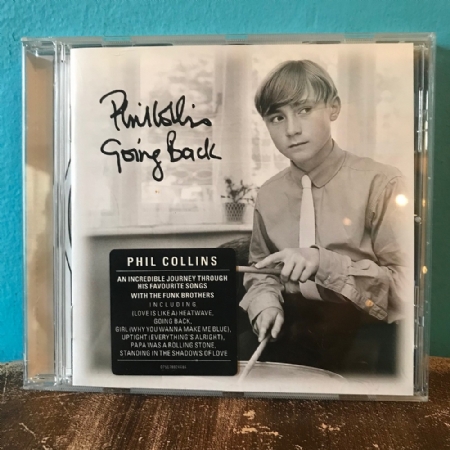 Phil Collins
Going Back
PHIL COLLINS
AN INCREDIBLE JOURNEY THROUGH
HIS FAVOURITE SONGS
WITH THE FUNK BROTHERS
INCLUDING
(LOVE IS LIKE A) HEATWAVE,
GOING BACK,
GIRL (WHY YOU WANNA MAKE ME BLUE),
UPTIGHT (EVERYTHING'S ALRIGHT),
PAPA WAS A ROLLING STONE,
STANDING IN THE SHADOWS OF LOVE